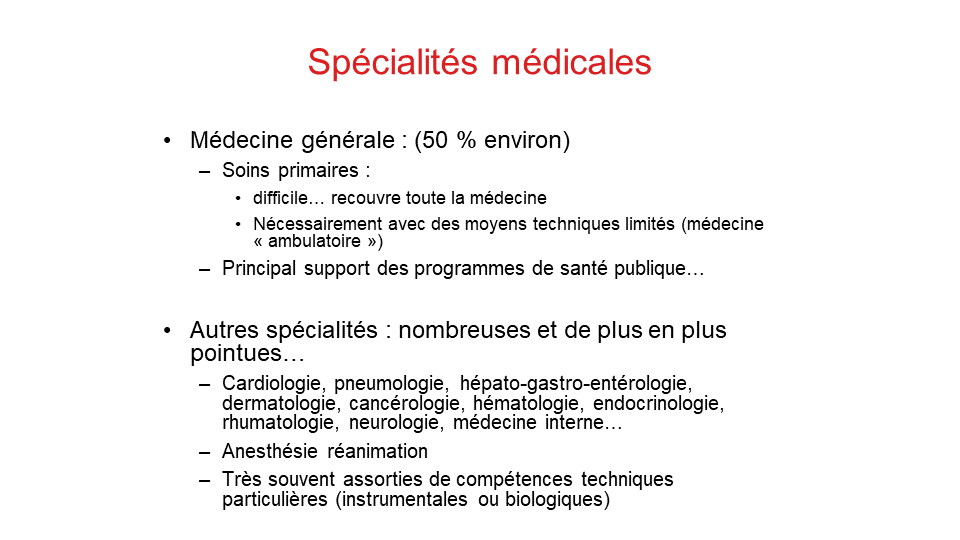 Spécialités médicales
• Médecine générale : (50 % environ)
– Soins primaires :
• difficile… recouvre toute la médecine
• Nécessairement avec des moyens techniques limités (médecine
« ambulatoire »)
– Principal support des programmes de santé publique…
• Autres spécialités : nombreuses et de plus en plus
pointues…
– Cardiologie, pneumologie, hépato-gastro-entérologie,
dermatologie, cancérologie, hématologie, endocrinologie,
rhumatologie, neurologie, médecine interne…
– Anesthésie réanimation
– Très souvent assorties de compétences techniques
particulières (instrumentales ou biologiques)